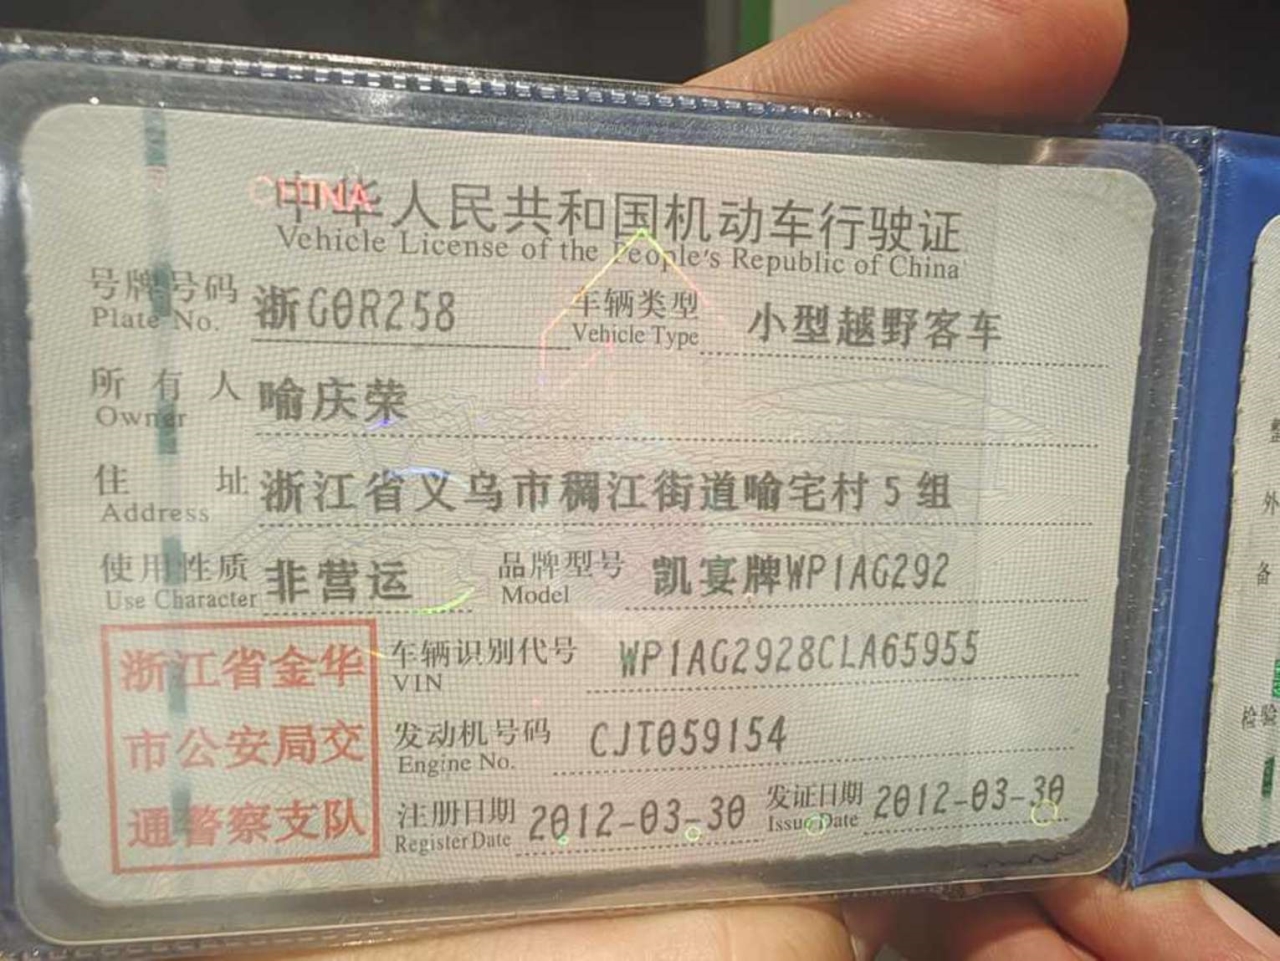 中华人民共和国机动车行驶证
CHINA
Vehicle License of the People's Republic of China
号牌号码 浙G0R258 车辆类型 小型越野客车
Plate No. Vehicle Type
所有人 喻庆荣
Owner
住址 浙江省义乌市稠江街道喻宅村5组
Address
使用性质 非营运 品牌型号 凯宴牌WP1AG292
Use Character Model
浙江省金华
市公安局交
通警察支队
车辆识别代号 WP1AG2928CLA65955
VIN
发动机号码 CJT059154
Engine No.
注册日期 2012-03-30 发证日期 2012-03-30
Register Date Issue Date
外
备
检验